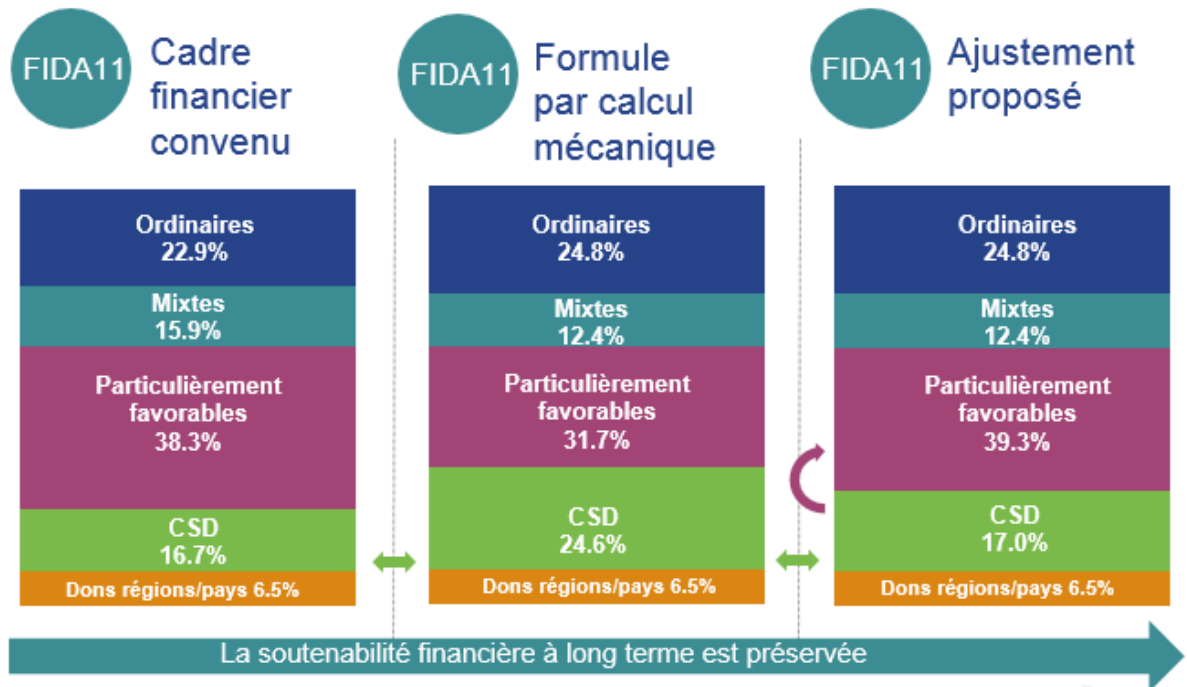 FIDA11
Cadre
financier
convenu
Ordinaires
22.9%
Mixtes
15.9%
Particulièrement
favorables
38.3%
CSD
16.7%
Dons régions/pays 6.5%
FIDA11
Formule
par calcul
mécanique
Ordinaires
24.8%
Mixtes
12.4%
Particulièrement
favorables
31.7%
CSD
24.6%
Dons régions/pays 6.5%
FIDA11
Ajustement
proposé
Ordinaires
24.8%
Mixtes
12.4%
Particulièrement
favorables
39.3%
CSD
17.0%
Dons régions/pays 6.5%
La soutenabilité financière à long terme est préservée